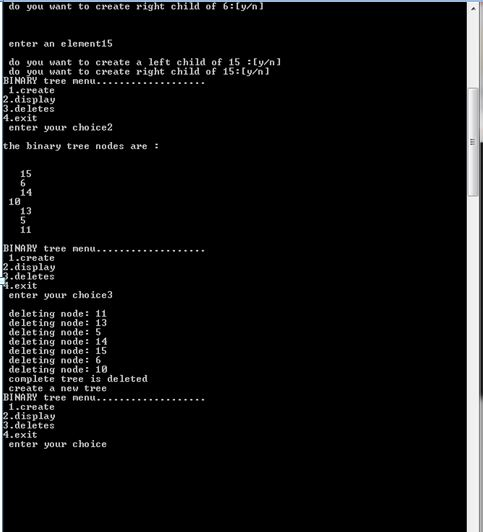 do you want to create right child of 6:[y/n]
enter an element15
do you want to create a left child of 15 :[y/n]
do you want to create right child of 15:[y/n]
BINARY tree menu...................
1.create
2.display
3.deletes
4.exit
enter your choice2
the binary tree nodes are :
15
6
14
10
13
5
11
BINARY tree menu...................
1.create
2.display
3.deletes
4.exit
enter your choice3
deleting node: 11
deleting node: 13
deleting node: 5
deleting node: 14
deleting node: 15
deleting node: 6
deleting node: 10
complete tree is deleted
create a new tree
BINARY tree menu...................
1.create
2.display
3.deletes
4.exit
enter your choice